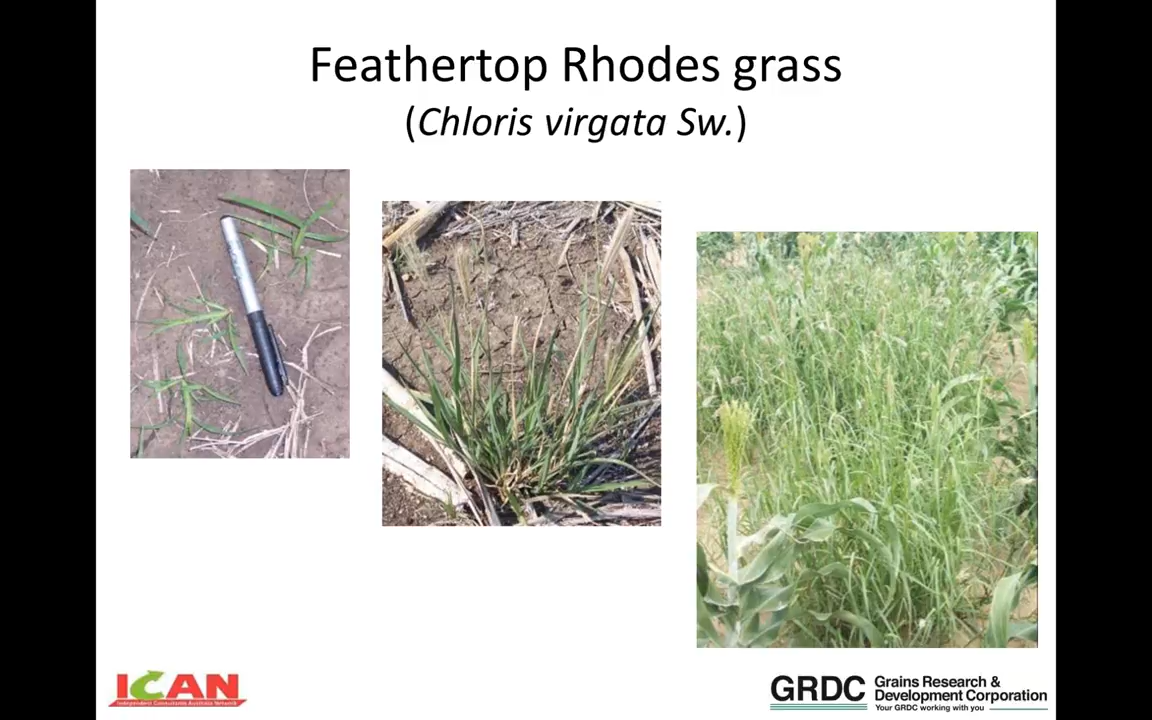 Feathertop Rhodes grass
(Chloris virgata Sw.)
ICAN
Independent Consultants Australia Network
GRDC
Grains Research &
Development Corporation
Your GRDC working with you